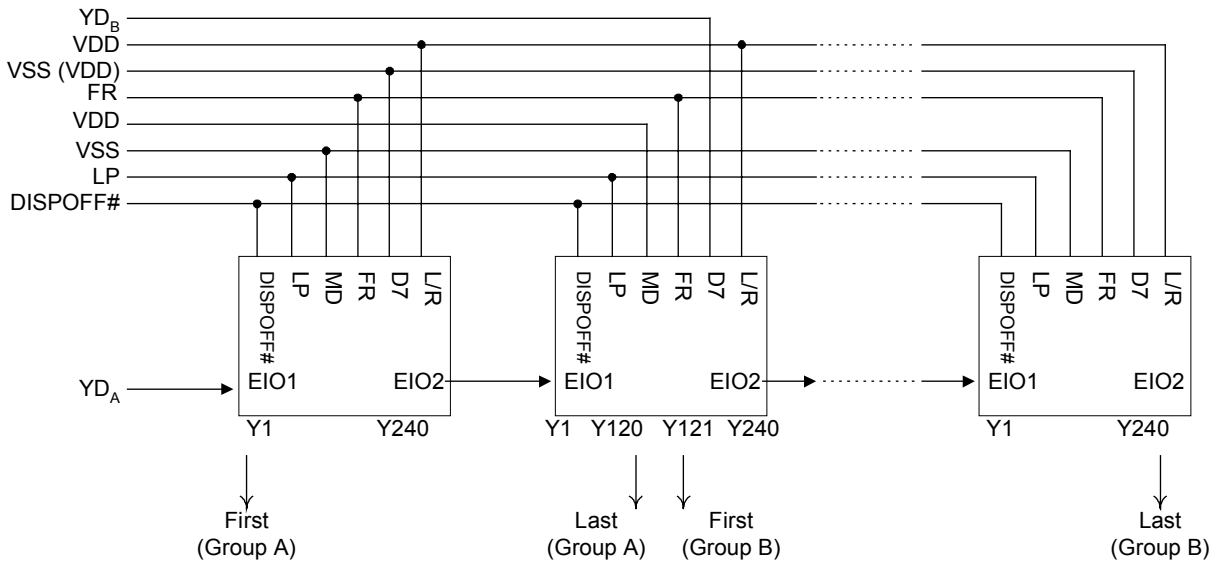 YD_B
VDD
VSS (VDD)
FR
VDD
VSS
LP
DISPOFF#
DISPOFF# LP MD FR D7 L/R
DISPOFF# LP MD FR D7 L/R
DISPOFF# LP MD FR D7 L/R
YD_A EIO1 EIO2 EIO1 EIO2 EIO1 EIO2
Y1 Y240 Y1 Y120 Y121 Y240 Y1 Y240
First
(Group A)
Last
(Group A)
First
(Group B)
Last
(Group B)